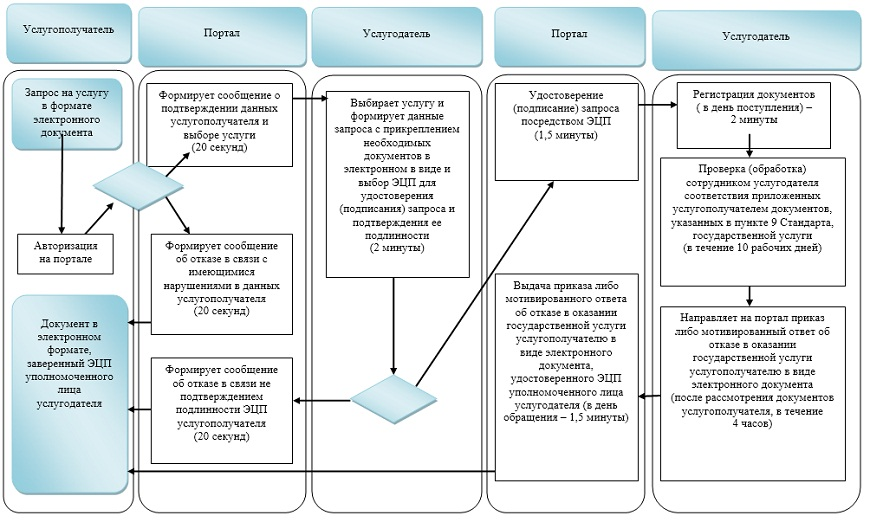 Услугополучатель
Портал
Услугодатель
Портал
Услугодатель
Запрос на услугу
в формате
электронного
документа
Авторизация
на портале
Документ в
электронном
формате,
заверенный ЭЦП
уполномоченного
лица
услугодателя
Формирует сообщение о
подтверждении данных
услугополучателя и
выборе услуги
(20 секунд)
Формирует сообщение
об отказе в связи с
имеющимися
нарушениями в данных
услугополучателя
(20 секунд)
Формирует сообщение
об отказе в связи не
подтверждением
подлинности ЭЦП
услугополучателя
(20 секунд)
Выбирает услугу и
формирует данные
запроса с прикреплением
необходимых
документов в
электронном в виде и
выбор ЭЦП для
удостоверения
(подписания) запроса и
подтверждения ее
подлинности
(2 минуты)
Удостоверение
(подписание) запроса
посредством ЭЦП
(1,5 минуты)
Выдача приказа либо
мотивированного ответа
об отказе в оказании
государственной услуги
услугополучателю в
виде электронного
документа,
удостоверенного ЭЦП
уполномоченного лица
услугодателя (в день
обращения – 1,5 минуты)
Регистрация документов
( в день поступления) –
2 минуты
Проверка (обработка)
сотрудником услугодателя
соответствия приложенных
услугополучателем документов,
указанных в пункте 9 Стандарта,
государственной услуги
(в течение 10 рабочих дней)
Направляет на портал приказ
либо мотивированный ответ об
отказе в оказании
государственной услуги
услугополучателю в виде
электронного документа
(после рассмотрения документов
услугополучателя, в течение
4 часов)